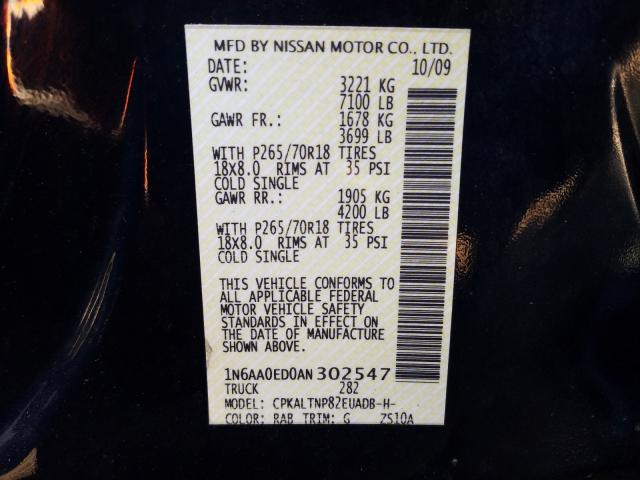 MFD BY NISSAN MOTOR CO., LTD.
DATE: 10/09
GVWR: 3221 KG
7100 LB
GAWR FR.: 1678 KG
3699 LB
WITH P265/70R18 TIRES
18X8.0 RIMS AT 35 PSI
COLD SINGLE
GAWR RR.: 1905 KG
4200 LB
WITH P265/70R18 TIRES
18X8.0 RIMS AT 35 PSI
COLD SINGLE
THIS VEHICLE CONFORMS TO
ALL APPLICABLE FEDERAL
MOTOR VEHICLE SAFETY
STANDARDS IN EFFECT ON
THE DATE OF MANUFACTURE
SHOWN ABOVE.
1N6AA0ED0AN302547
TRUCK 282
MODEL: CPKALTNP82EUADB-H-
COLOR: RAB TRIM: G ZS10A